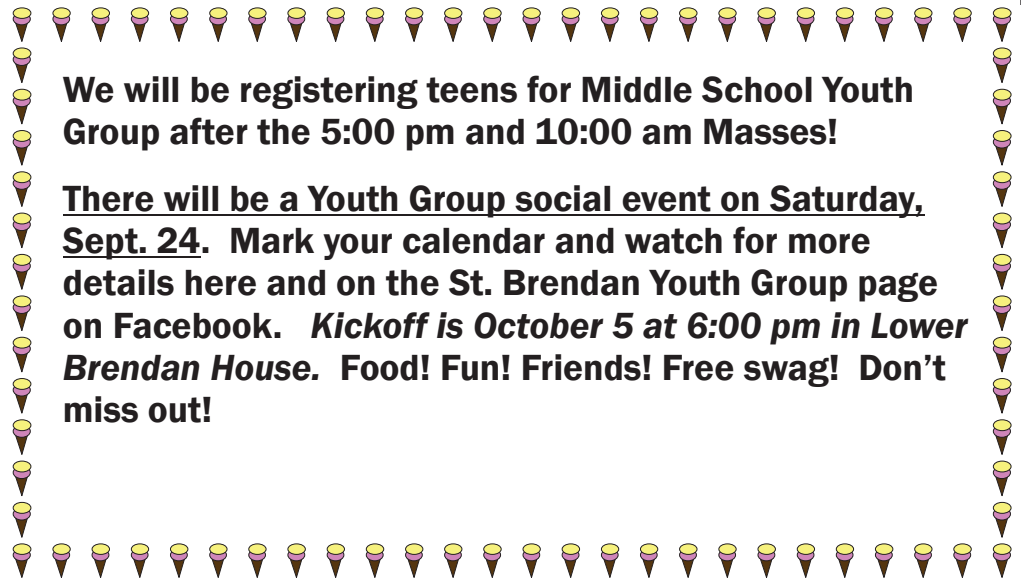 We will be registering teens for Middle School Youth
Group after the 5:00 pm and 10:00 am Masses!
There will be a Youth Group social event on Saturday,
Sept. 24.  Mark your calendar and watch for more
details here and on the St. Brendan Youth Group page
on Facebook.   Kickoff is October 5 at 6:00 pm in Lower
Brendan House.  Food! Fun! Friends! Free swag!  Don’t
miss out!